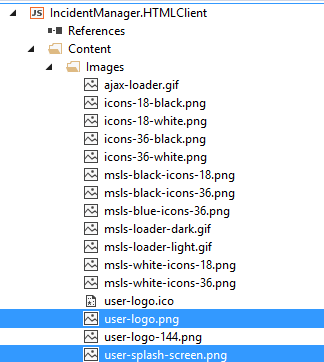 JS IncidentManager.HTMLClient
References
Content
Images
ajax-loader.gif
icons-18-black.png
icons-18-white.png
icons-36-black.png
icons-36-white.png
msls-black-icons-18.png
msls-black-icons-36.png
msls-blue-icons-36.png
msls-loader-dark.gif
msls-loader-light.gif
msls-white-icons-18.png
msls-white-icons-36.png
user-logo.ico
user-logo.png
user-logo-144.png
user-splash-screen.png